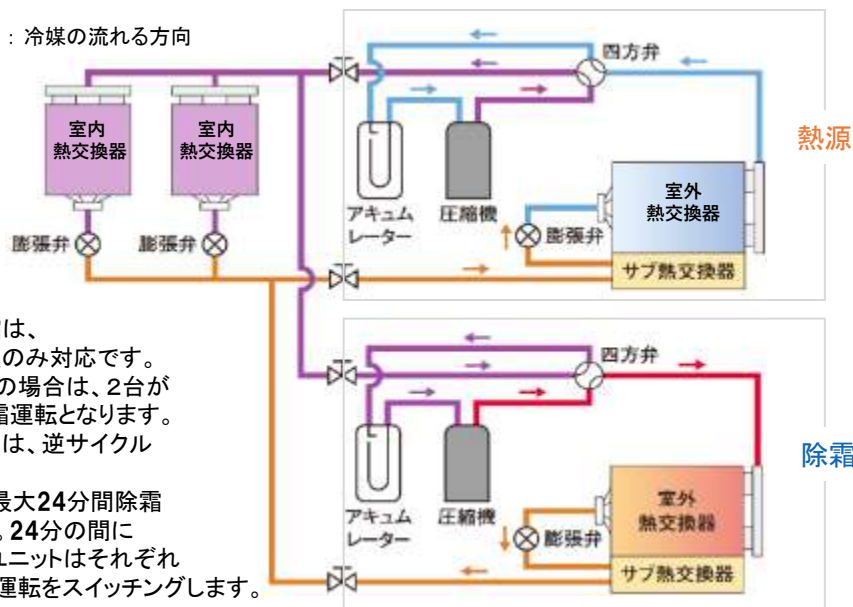 : 冷媒の流れる方向
四方弁
室内
熱交換器
室内
熱交換器
熱源
室外
熱交換器
アキュム
レーター
圧縮機
膨張弁
膨張弁
膨張弁
サブ熱交換器
は、
のみ対応です。
の場合は、2台が
霜運転となります。
は、逆サイクル
最大24分間除霜
。24分の間に
ユニットはそれぞれ
運転をスイッチングします。
四方弁
除霜
室外
熱交換器
アキュム
レーター
圧縮機
膨張弁
サブ熱交換器